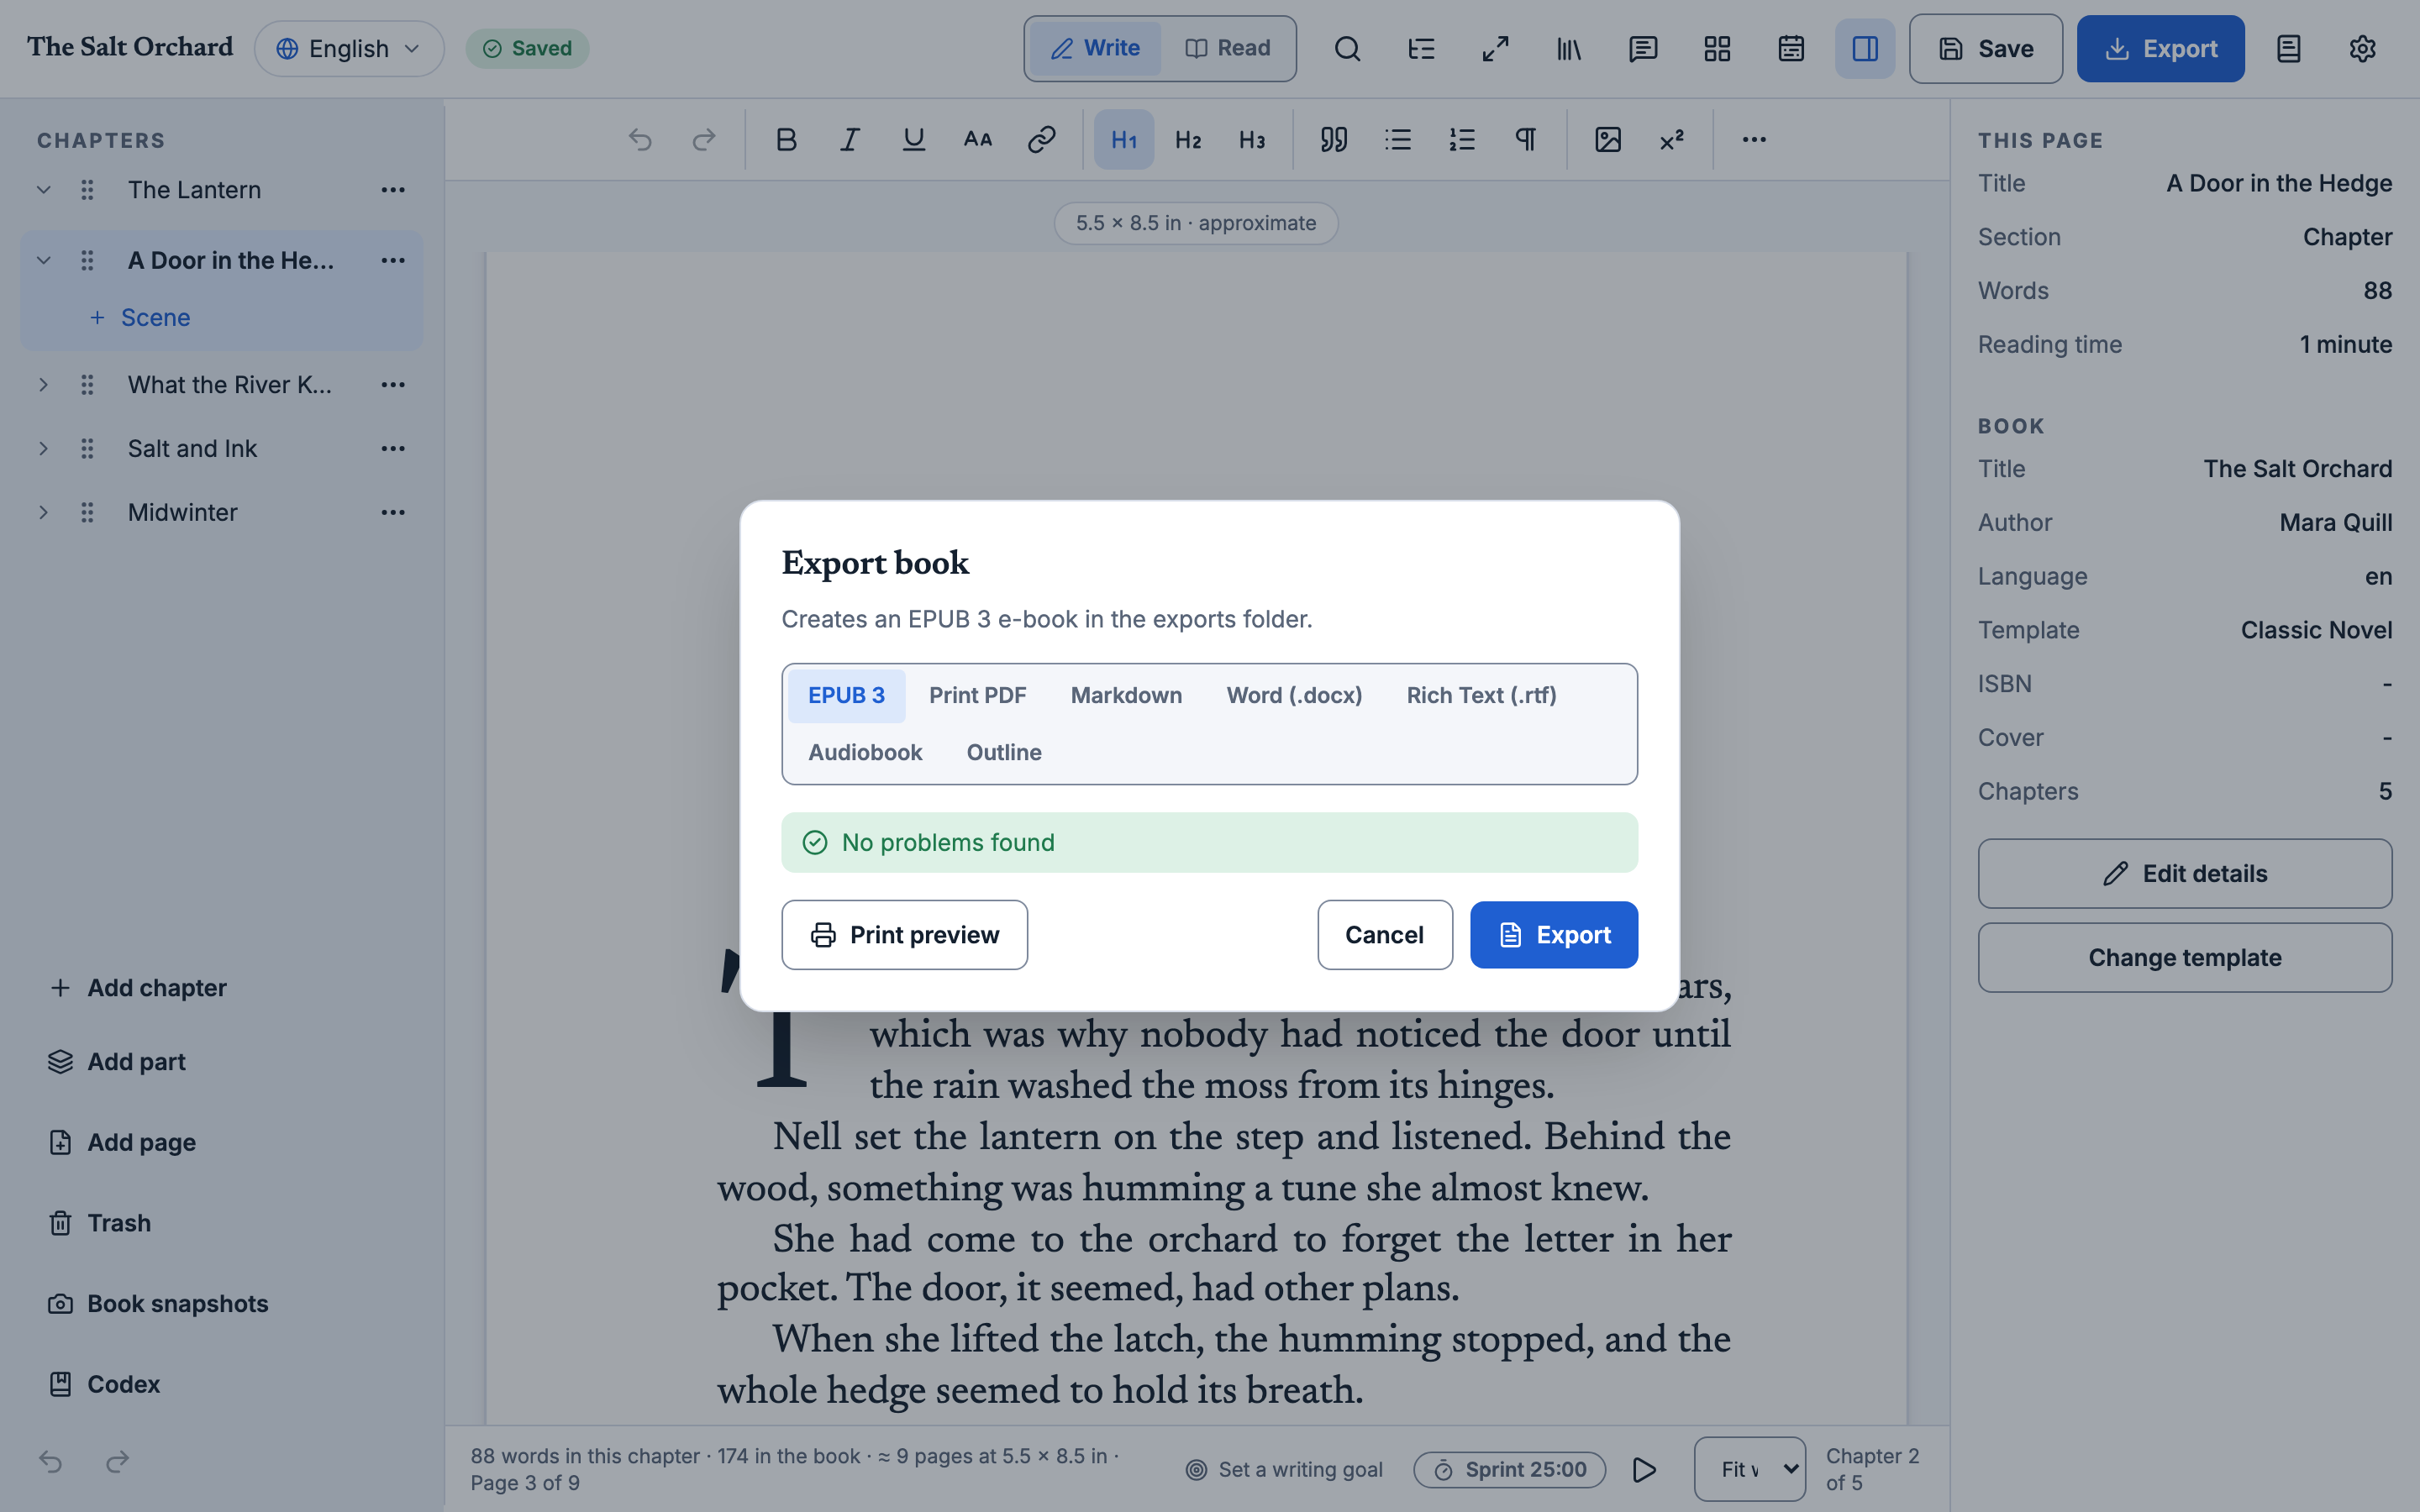 The Salt Orchard
English
Saved
Write
Read
Save
Export
CHAPTERS
The Lantern
A Door in the He...
Scene
What the River K...
Salt and Ink
Midwinter
Add chapter
Add part
Add page
Trash
Book snapshots
Codex
H1
H2
H3
5.5 × 8.5 in · approximate
Export book
Creates an EPUB 3 e-book in the exports folder.
EPUB 3
Print PDF
Markdown
Word (.docx)
Rich Text (.rtf)
Audiobook
Outline
No problems found
Print preview
Cancel
Export
which was why nobody had noticed the door until
the rain washed the moss from its hinges.
Nell set the lantern on the step and listened. Behind the
wood, something was humming a tune she almost knew.
She had come to the orchard to forget the letter in her
pocket. The door, it seemed, had other plans.
When she lifted the latch, the humming stopped, and the
whole hedge seemed to hold its breath.
88 words in this chapter · 174 in the book · ≈ 9 pages at 5.5 × 8.5 in ·
Page 3 of 9
Set a writing goal
Sprint 25:00
Fit
Chapter 2
of 5
THIS PAGE
Title A Door in the Hedge
Section Chapter
Words 88
Reading time 1 minute
BOOK
Title The Salt Orchard
Author Mara Quill
Language en
Template Classic Novel
ISBN -
Cover -
Chapters 5
Edit details
Change template